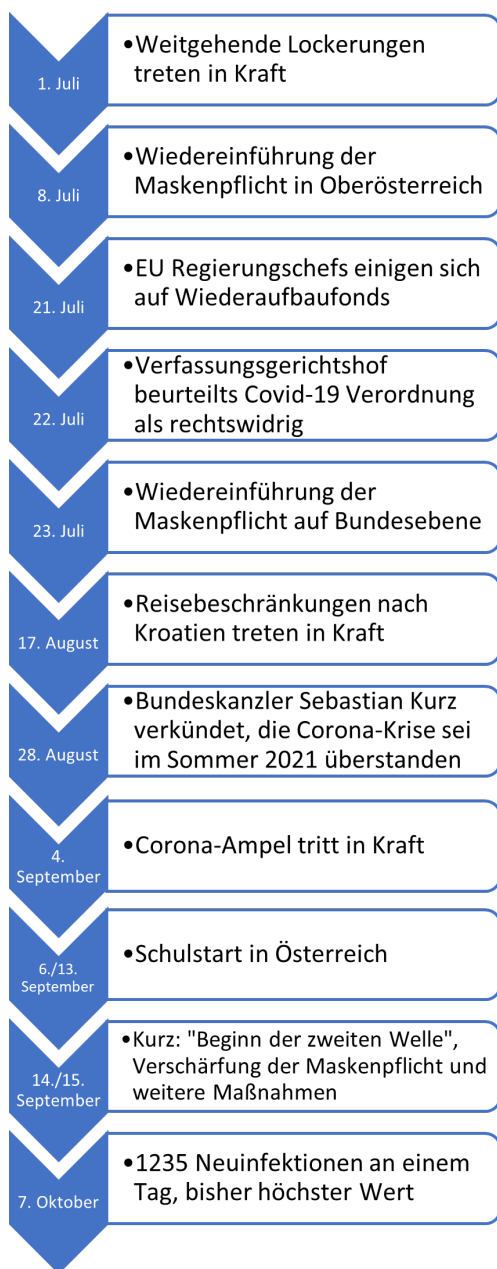 1. Juli
•Weitgehende Lockerungen
treten in Kraft
8. Juli
•Wiedereinführung der
Maskenpflicht in Oberösterreich
21. Juli
•EU Regierungschefs einigen sich
auf Wiederaufbaufonds
22. Juli
•Verfassungsgerichtshof
beurteilts Covid-19 Verordnung
als rechtswidrig
23. Juli
•Wiedereinführung der
Maskenpflicht auf Bundesebene
17. August
•Reisebeschränkungen nach
Kroatien treten in Kraft
28. August
•Bundeskanzler Sebastian Kurz
verkündet, die Corona-Krise sei
im Sommer 2021 überstanden
4.
September
•Corona-Ampel tritt in Kraft
6./13.
September
•Schulstart in Österreich
14./15.
September
•Kurz: "Beginn der zweiten Welle",
Verschärfung der Maskenpflicht und
weitere Maßnahmen
7. Oktober
•1235 Neuinfektionen an einem
Tag, bisher höchster Wert